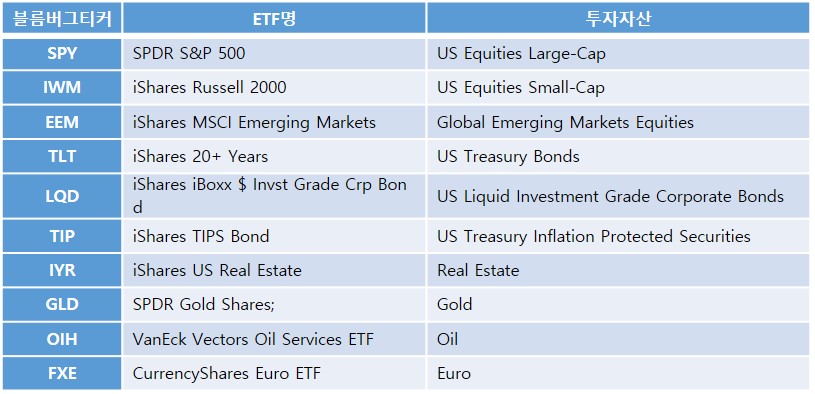 블룸버그티커 ETF명 투자자산
SPY SPDR S&P 500 US Equities Large-Cap
IWM iShares Russell 2000 US Equities Small-Cap
EEM iShares MSCI Emerging Markets Global Emerging Markets Equities
TLT iShares 20+ Years US Treasury Bonds
LQD iShares iBoxx $ Invst Grade Crp Bon
d US Liquid Investment Grade Corporate Bonds
TIP iShares TIPS Bond US Treasury Inflation Protected Securities
IYR iShares US Real Estate Real Estate
GLD SPDR Gold Shares; Gold
OIH VanEck Vectors Oil Services ETF Oil
FXE CurrencyShares Euro ETF Euro